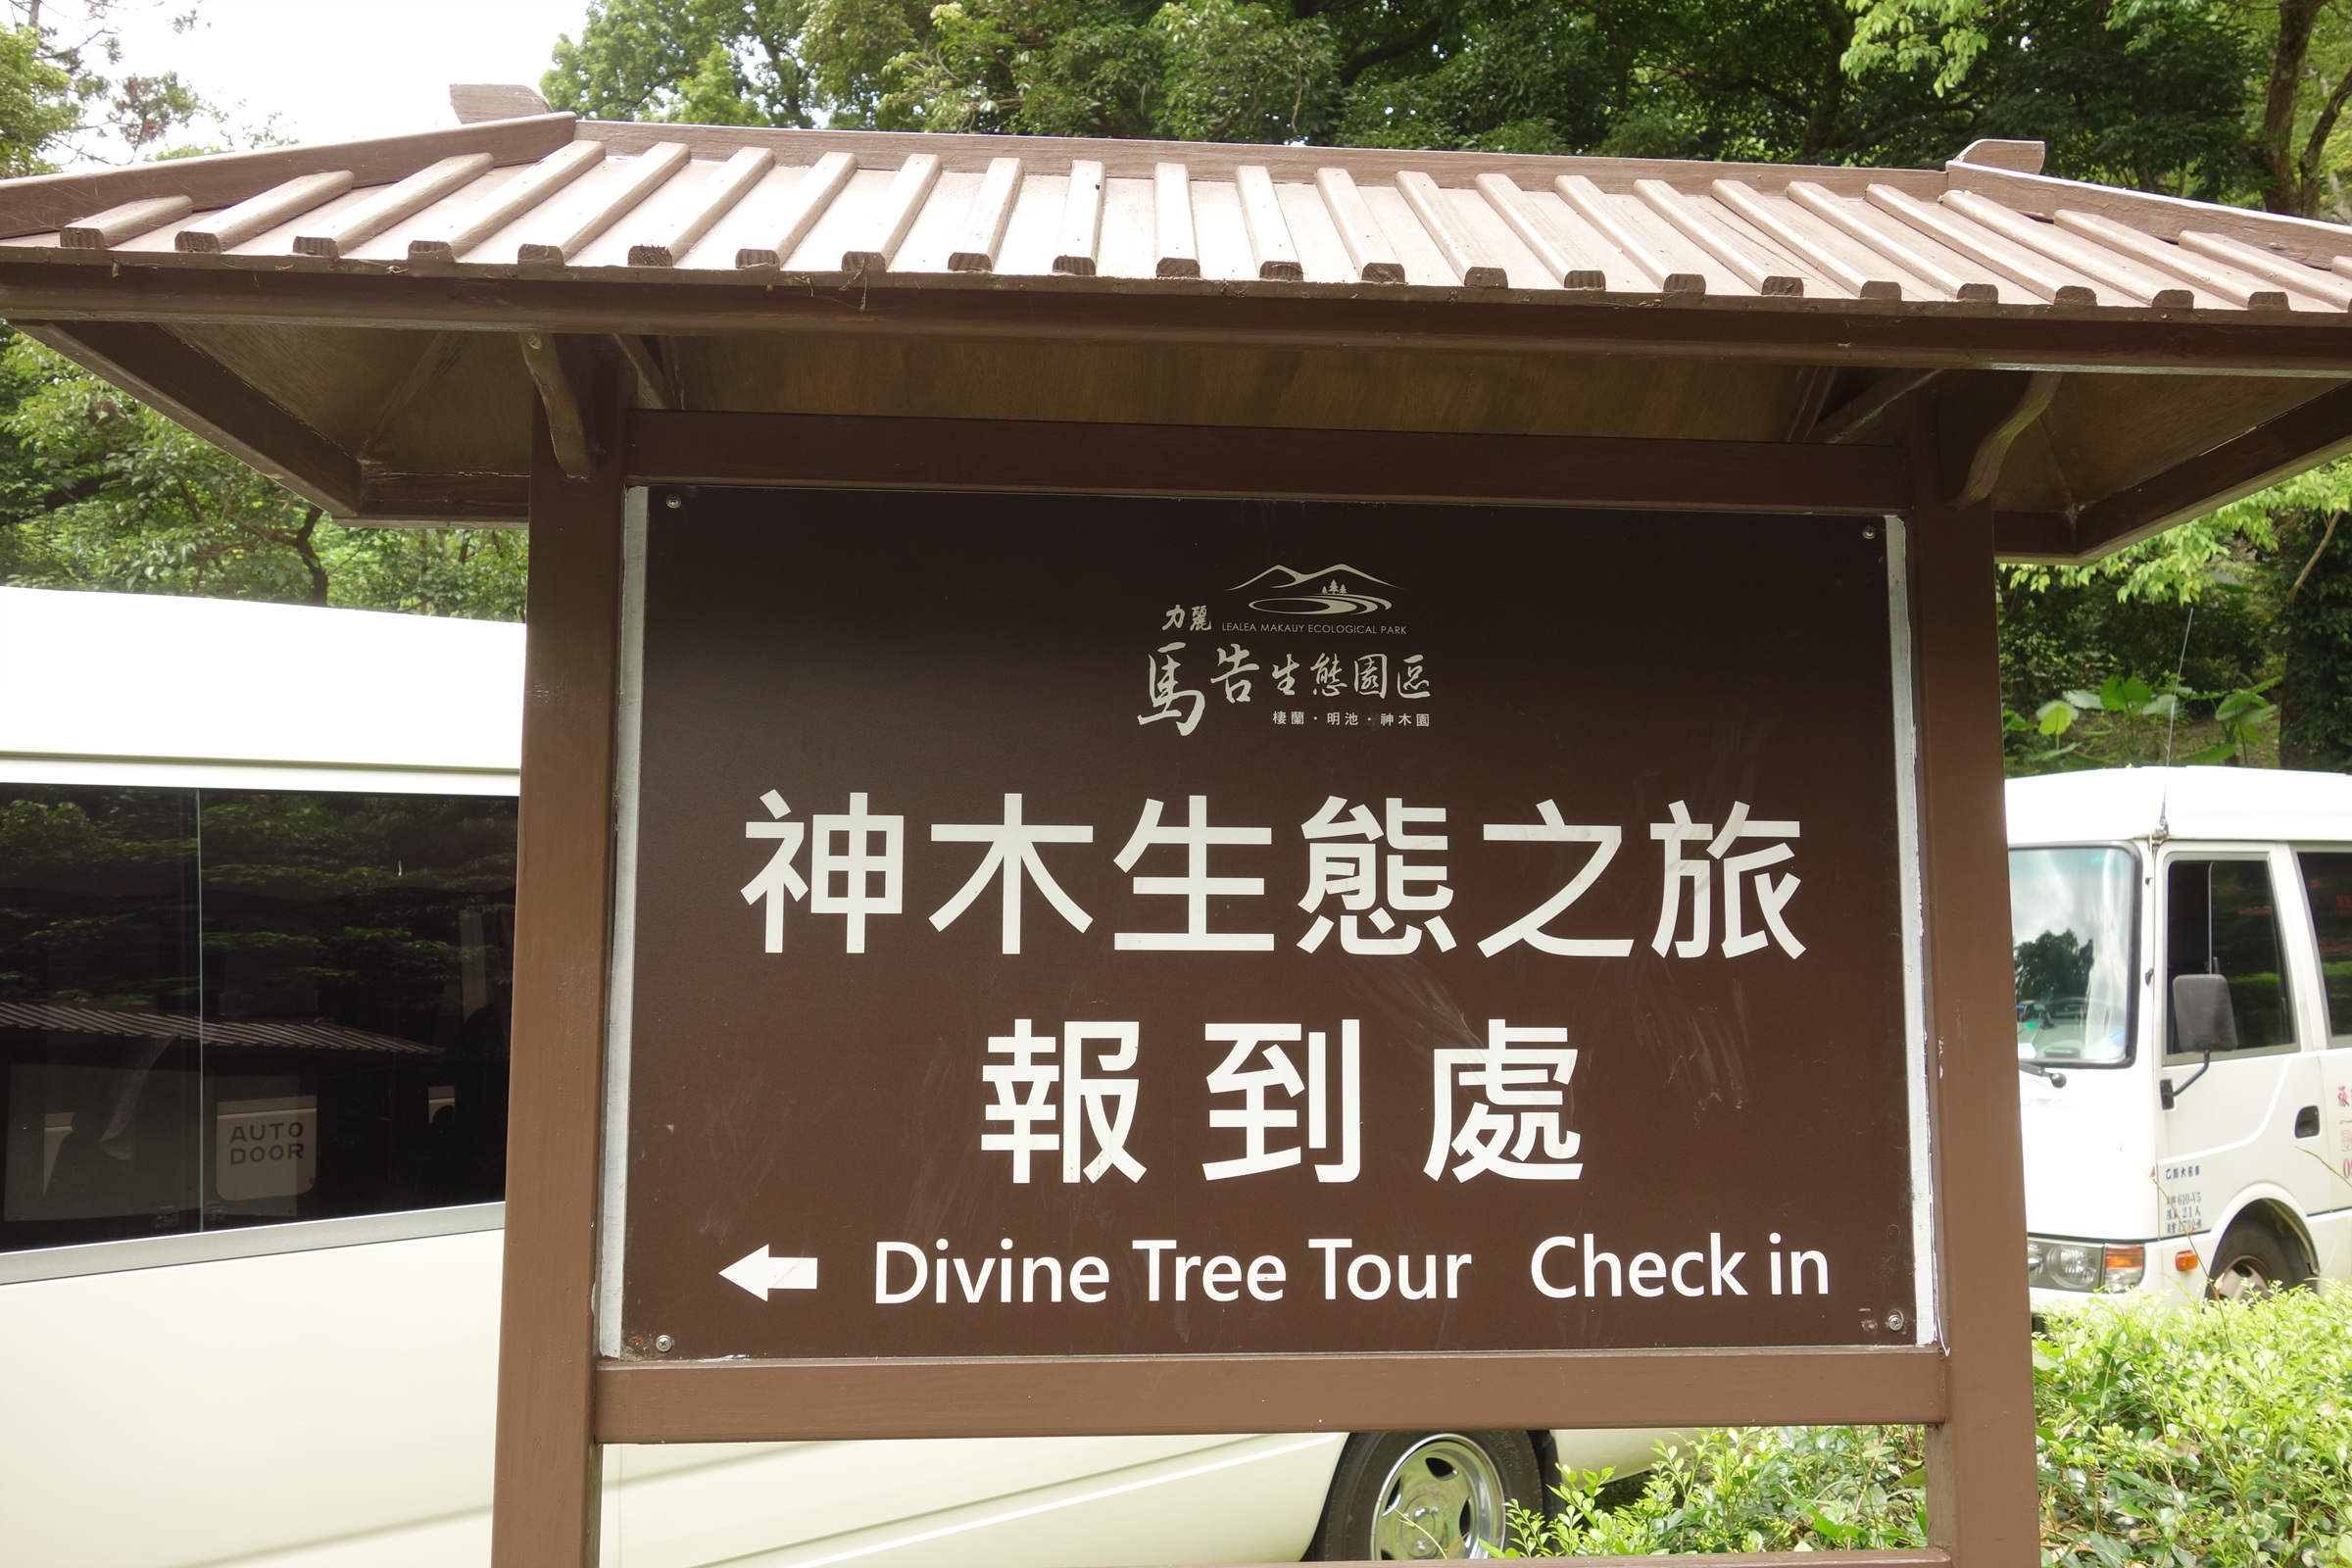 力麗 LEALEA MAKAUY ECOLOGICAL PARK
馬告生態園區
棲蘭・明池・神木園
神木生態之旅
報到處
← Divine Tree Tour Check in
AUTO
DOOR